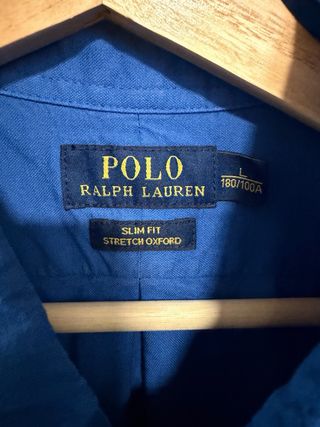 POLO
RALPH LAUREN
L
180/100A
SLIM FIT
STRETCH OXFORD